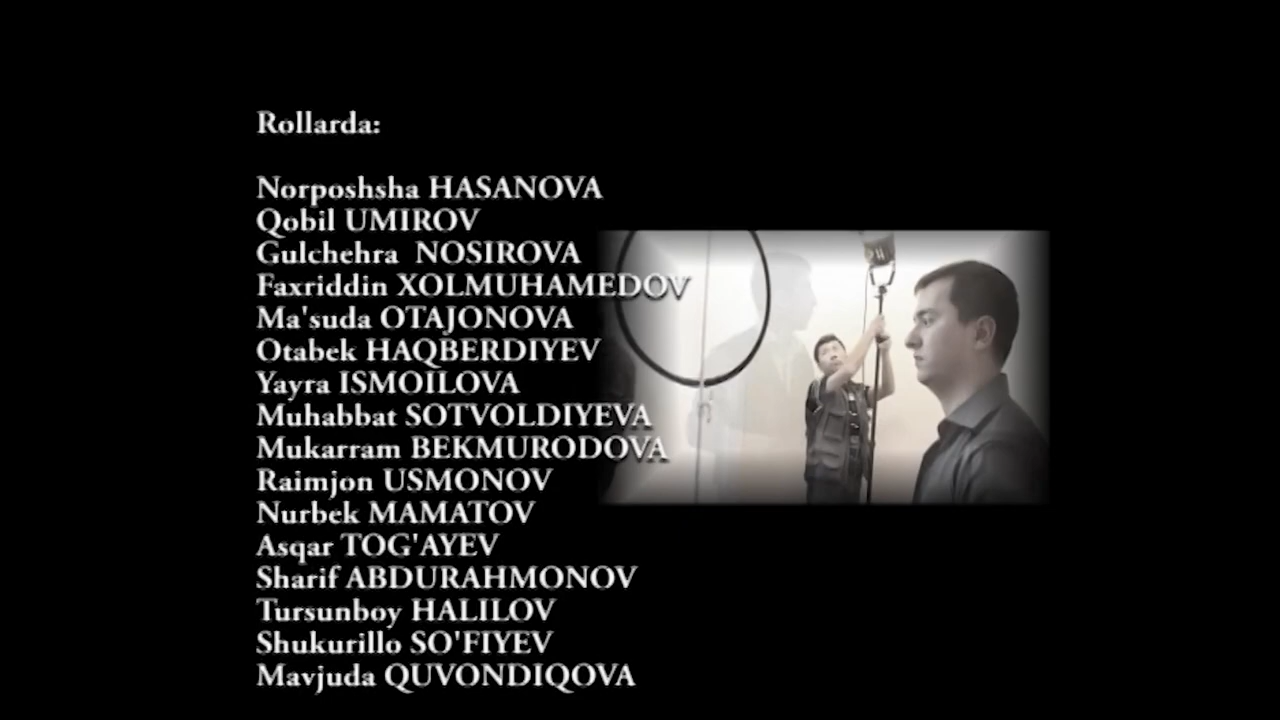 Rollarda:
Norposhsha HASANOVA
Qobil UMIROV
Gulchehra NOSIROVA
Faxriddin XOLMUHAMEDOV
Ma'suda OTAJONOVA
Otabek HAQBERDIYEV
Yayra ISMOILOVA
Muhabbat SOTVOLDIYEVA
Mukarram BEKMURODOVA
Raimjon USMONOV
Nurbek MAMATOV
Asqar TOG'AYEV
Sharif ABDURAHMONOV
Tursunboy HALILOV
Shukurillo SO'FIYEV
Mavjuda QUVONDIQOVA